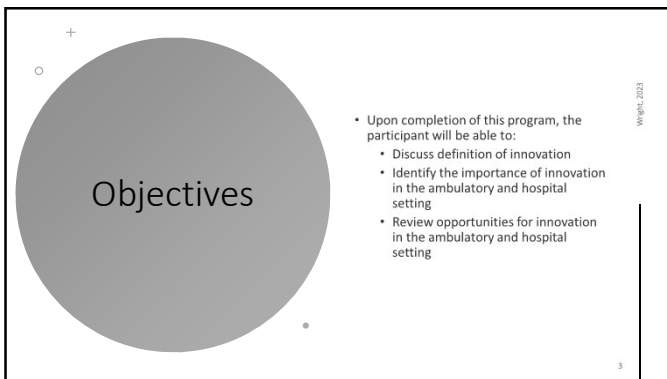 Objectives
• Upon completion of this program, the
participant will be able to:
• Discuss definition of innovation
• Identify the importance of innovation
in the ambulatory and hospital
setting
• Review opportunities for innovation
in the ambulatory and hospital
setting
Wright, 2023
3